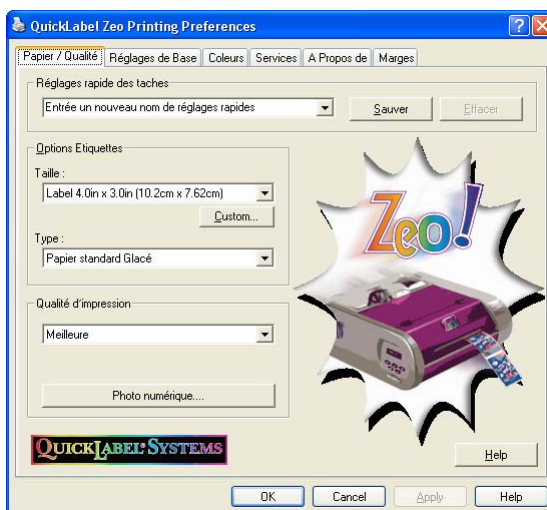 QuickLabel Zeo Printing Preferences
Papier / Qualité Réglages de Base Couleurs Services A Propos de Marges
Réglages rapide des taches
Entrée un nouveau nom de réglages rapides
Sauver
Effacer
Options Etiquettes
Taille :
Label 4.0in x 3.0in (10.2cm x 7.62cm)
Custom...
Type :
Papier standard Glacé
Zeo!
Qualité d'impression
Meilleure
Photo numérique....
QUICKLABEL SYSTEMS
Help
OK Cancel Apply Help